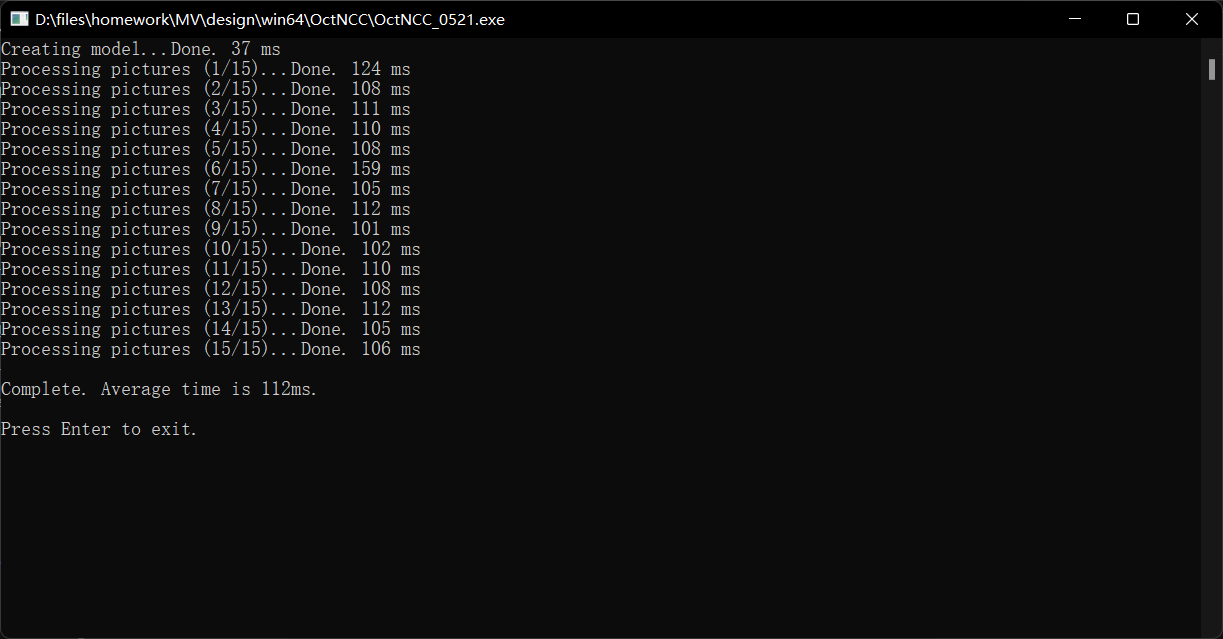 D:\files\homework\MV\design\win64\OctNCC\OctNCC_0521.exe
Creating model...Done. 37 ms
Processing pictures (1/15)...Done. 124 ms
Processing pictures (2/15)...Done. 108 ms
Processing pictures (3/15)...Done. 111 ms
Processing pictures (4/15)...Done. 110 ms
Processing pictures (5/15)...Done. 108 ms
Processing pictures (6/15)...Done. 159 ms
Processing pictures (7/15)...Done. 105 ms
Processing pictures (8/15)...Done. 112 ms
Processing pictures (9/15)...Done. 101 ms
Processing pictures (10/15)...Done. 102 ms
Processing pictures (11/15)...Done. 110 ms
Processing pictures (12/15)...Done. 108 ms
Processing pictures (13/15)...Done. 112 ms
Processing pictures (14/15)...Done. 105 ms
Processing pictures (15/15)...Done. 106 ms
Complete. Average time is 112ms.
Press Enter to exit.